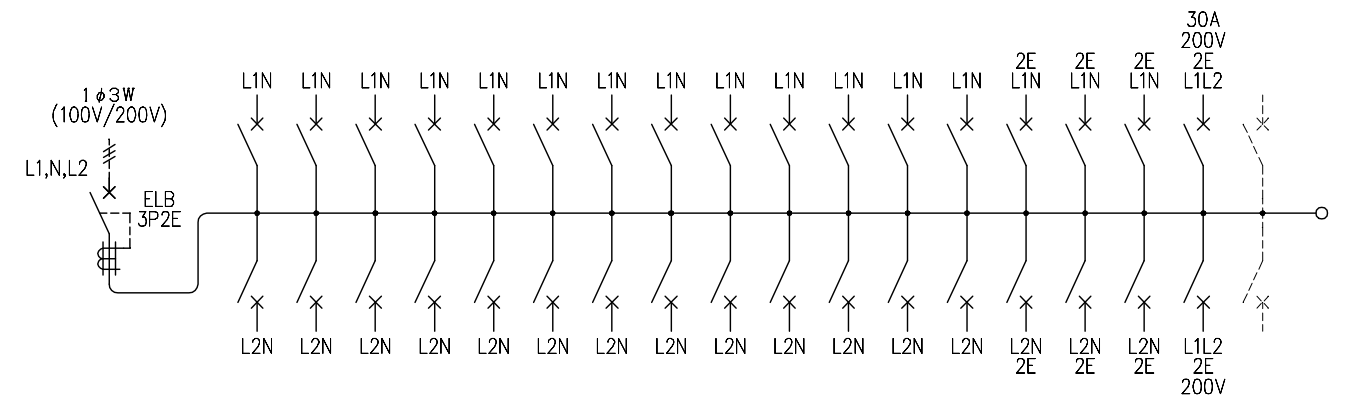 30A
200V
2E 2E 2E 2E
L1N L1N L1N L1N L1N L1N L1N L1N L1N L1N L1N L1N L1N L1N L1N L1N L1L2
1φ3W
(100V/200V)
L1,N,L2
ELB
3P2E
L2N L2N L2N L2N L2N L2N L2N L2N L2N L2N L2N L2N L2N L2N L2N L2N L1L2
2E 2E 2E 2E
200V